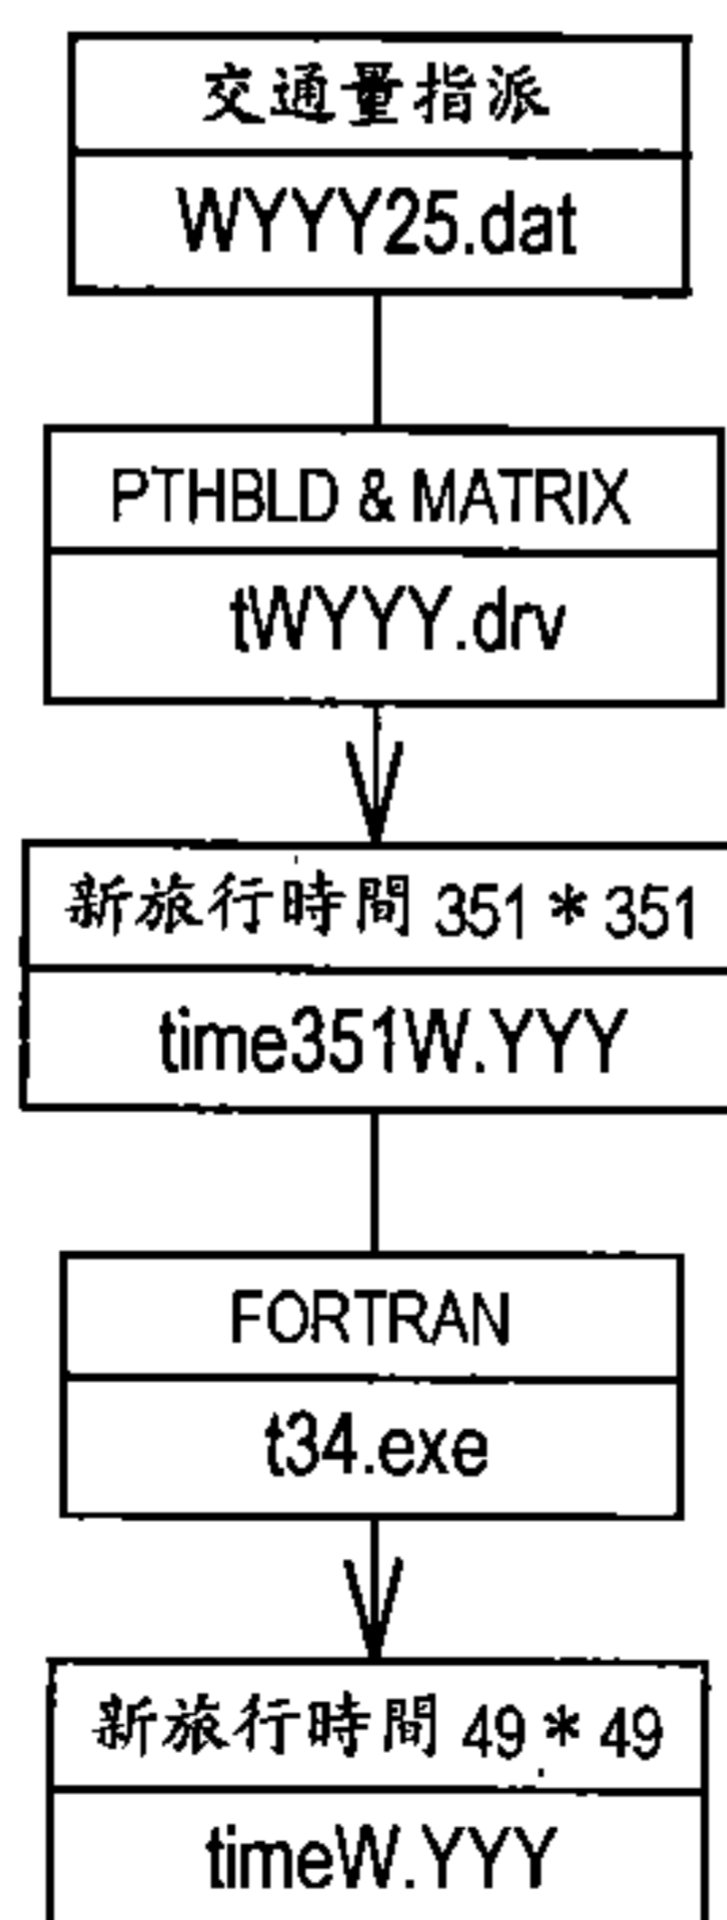 交通量指派
WYYY25.dat
PTHBLD & MATRIX
tWYYY.drv
新旅行時間 351 * 351
time351W.YYY
FORTRAN
t34.exe
新旅行時間 49 * 49
timeW.YYY